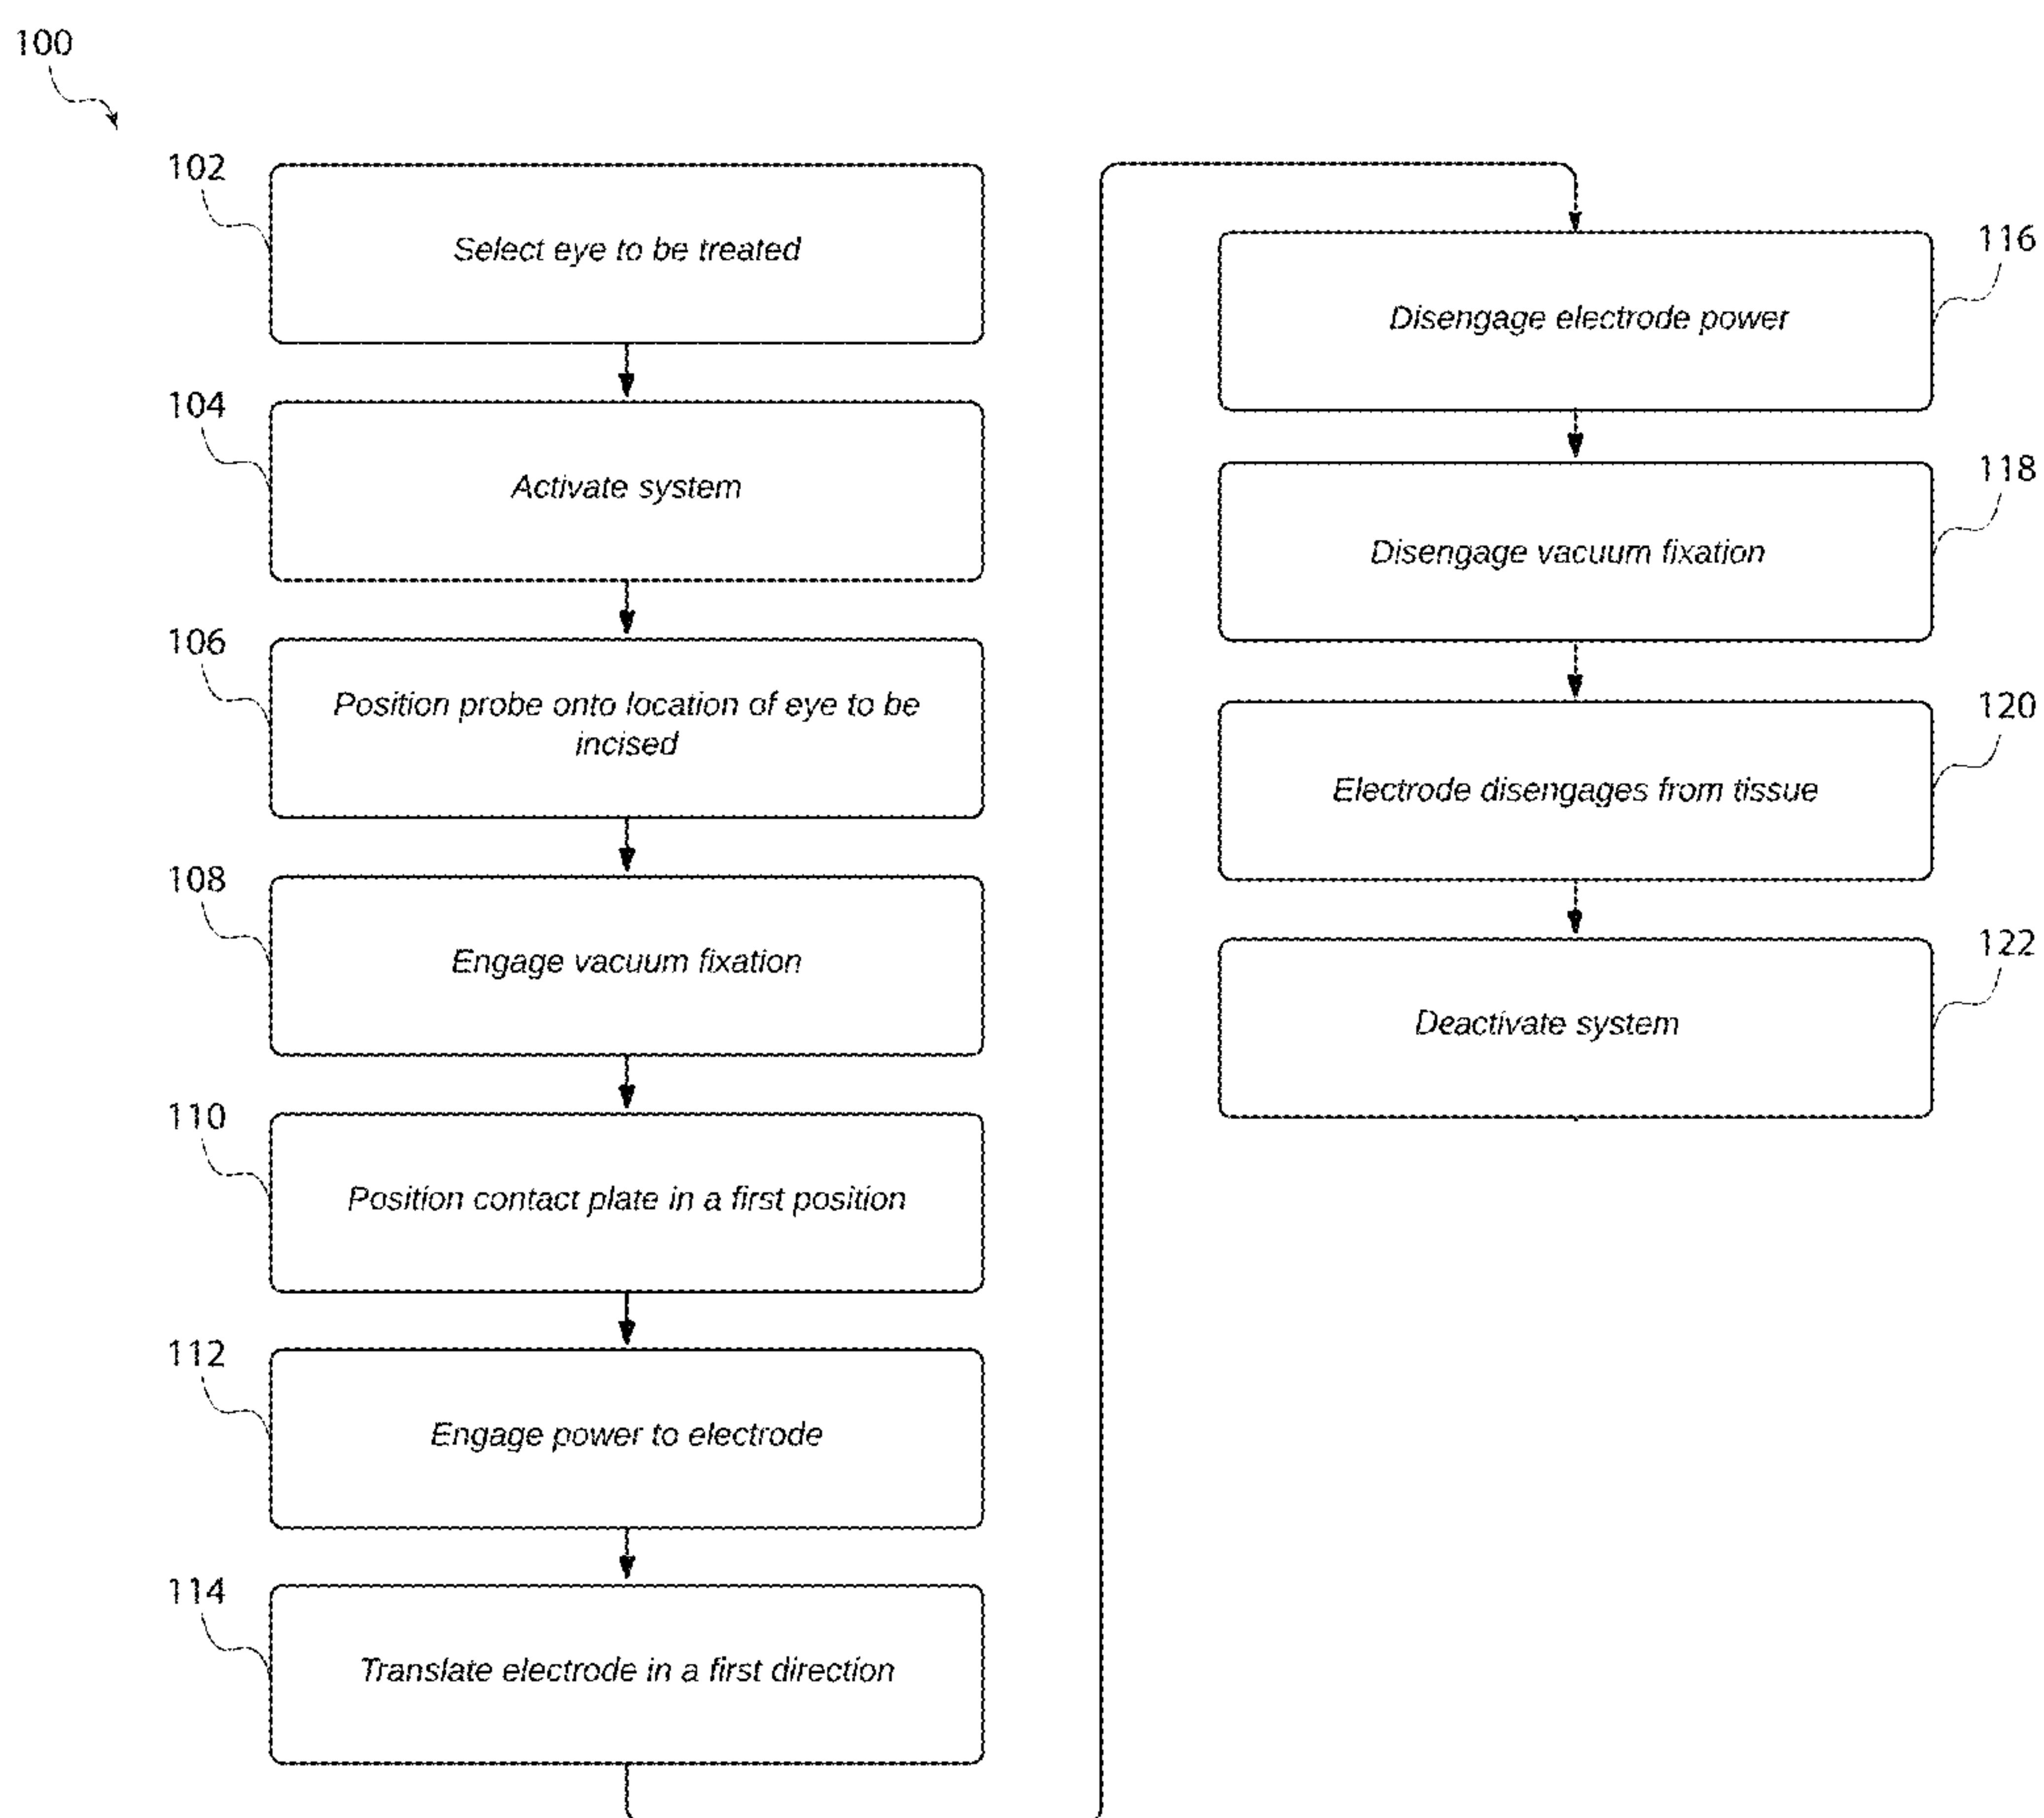 100
102
Select eye to be treated
104
Activate system
106
Position probe onto location of eye to be
incised
108
Engage vacuum fixation
110
Position contact plate in a first position
112
Engage power to electrode
114
Translate electrode in a first direction
116
Disengage electrode power
118
Disengage vacuum fixation
120
Electrode disengages from tissue
122
Deactivate system